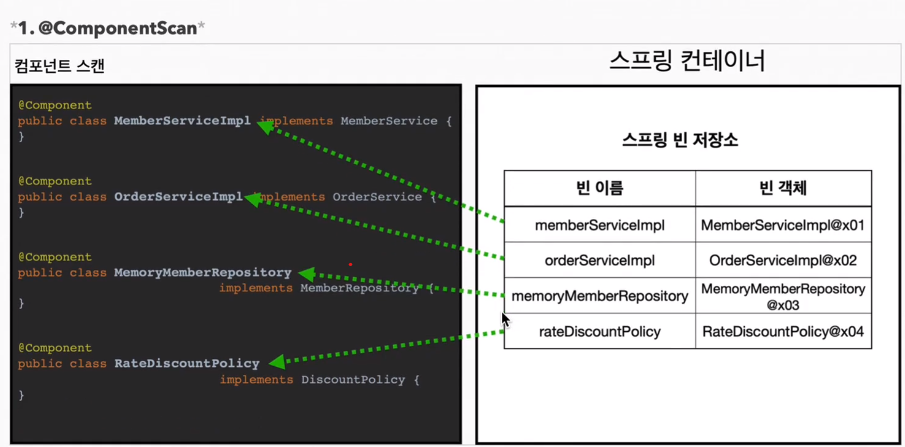 *1. @ComponentScan*
컴포넌트 스캔
@Component
public class MemberServiceImpl implements MemberService {
}
@Component
public class OrderServiceImpl implements OrderService {
}
@Component
public class MemoryMemberRepository
implements MemberRepository {
}
@Component
public class RateDiscountPolicy
implements DiscountPolicy {
}
스프링 컨테이너
스프링 빈 저장소
빈 이름 빈 객체
memberServiceImpl MemberServiceImpl@x01
orderServiceImpl OrderServiceImpl@x02
memoryMemberRepository MemoryMemberRepository
@x03
rateDiscountPolicy RateDiscountPolicy@x04